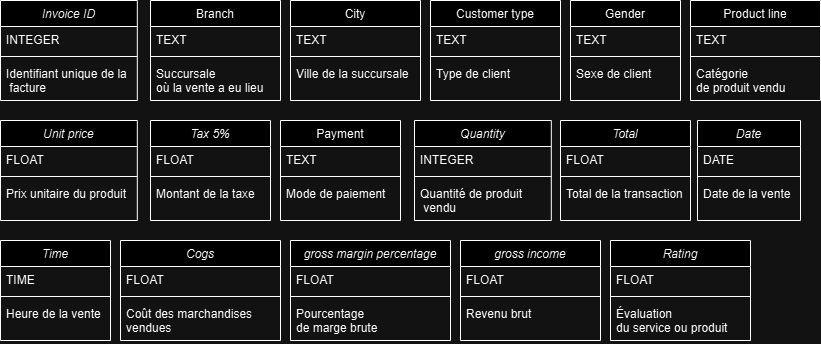 Invoice ID
INTEGER
Identifiant unique de la
facture
Branch
TEXT
Succursale
où la vente a eu lieu
City
TEXT
Ville de la succursale
Customer type
TEXT
Type de client
Gender
TEXT
Sexe de client
Product line
TEXT
Catégorie
de produit vendu
Unit price
FLOAT
Prix unitaire du produit
Tax 5%
FLOAT
Montant de la taxe
Payment
TEXT
Mode de paiement
Quantity
INTEGER
Quantité de produit
vendu
Total
FLOAT
Total de la transaction
Date
DATE
Date de la vente
Time
TIME
Heure de la vente
Cogs
FLOAT
Coût des marchandises
vendues
gross margin percentage
FLOAT
Pourcentage
de marge brute
gross income
FLOAT
Revenu brut
Rating
FLOAT
Évaluation
du service ou produit